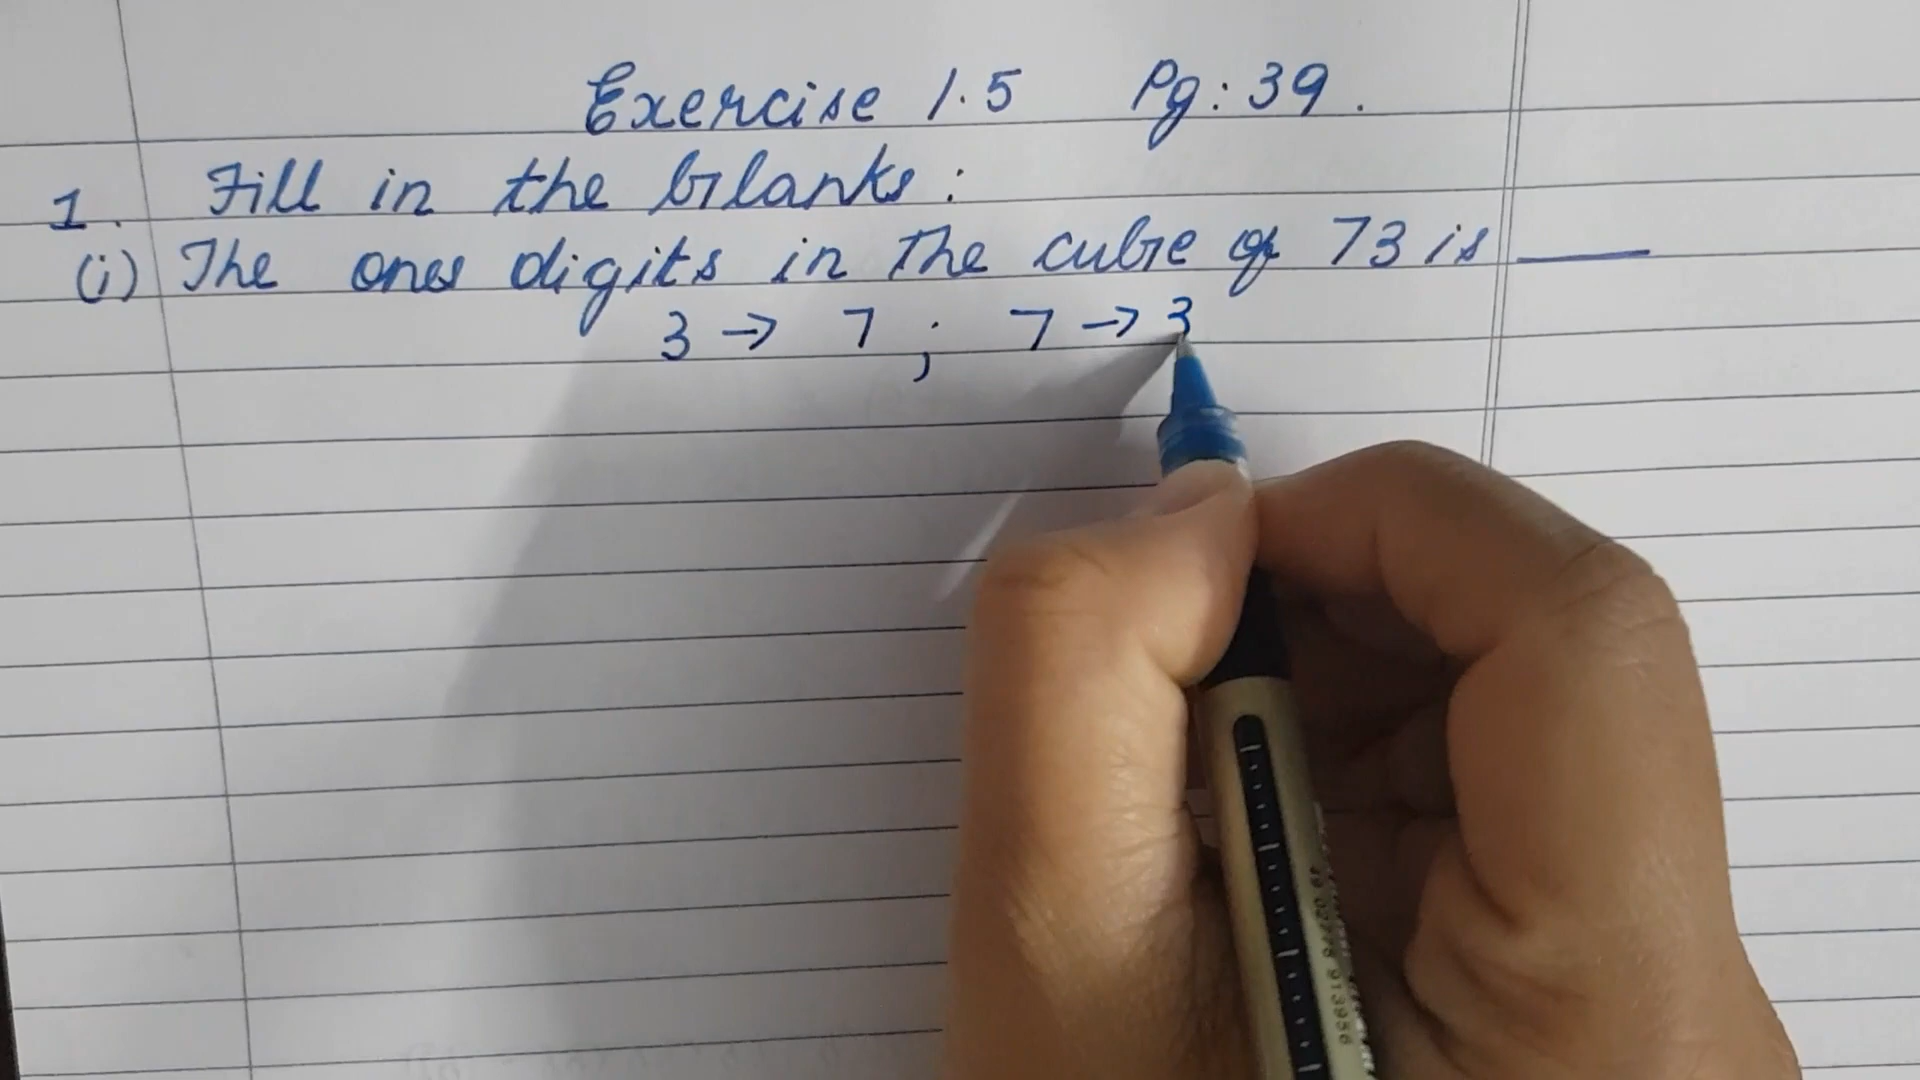 Exercise 1.5 Pg: 39.
1. Fill in the blanks:
(i) The ones digits in the cube of 73 is ____
3 → 7 ; 7 → 3